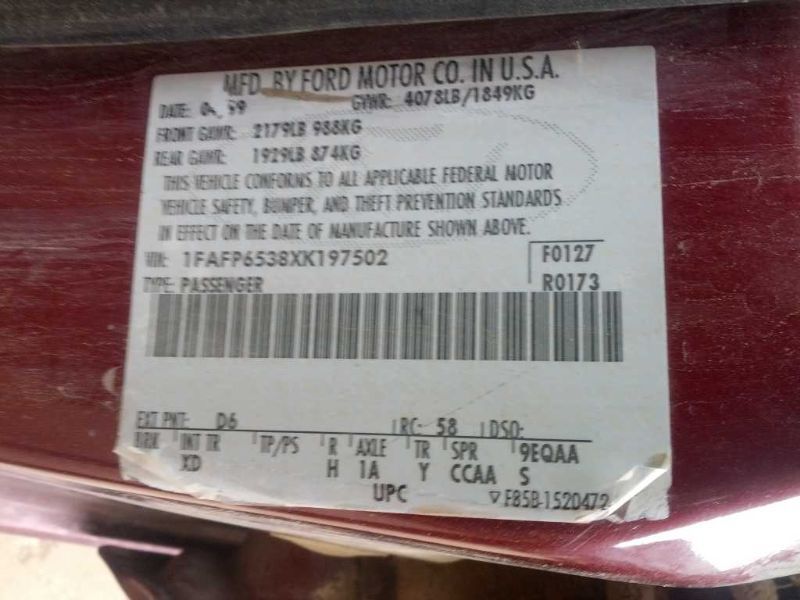 MFD. BY FORD MOTOR CO. IN U.S.A.
DATE: 04/99 GVWR: 4078LB/1849KG
FRONT GAWR: 2179LB 988KG
REAR GAWR: 1929LB 874KG
THIS VEHICLE CONFORMS TO ALL APPLICABLE FEDERAL MOTOR
VEHICLE SAFETY, BUMPER, AND THEFT PREVENTION STANDARDS
IN EFFECT ON THE DATE OF MANUFACTURE SHOWN ABOVE.
VIN: 1FAFP6538XK197502 F0127
TYPE: PASSENGER R0173
EXT PNT: D6 RC: 58 DSO:
BRK INT TR TP/PS R AXLE TR SPR 9EQAA
XD H 1A Y CCAA S
UPC ▽ F85B-1520472